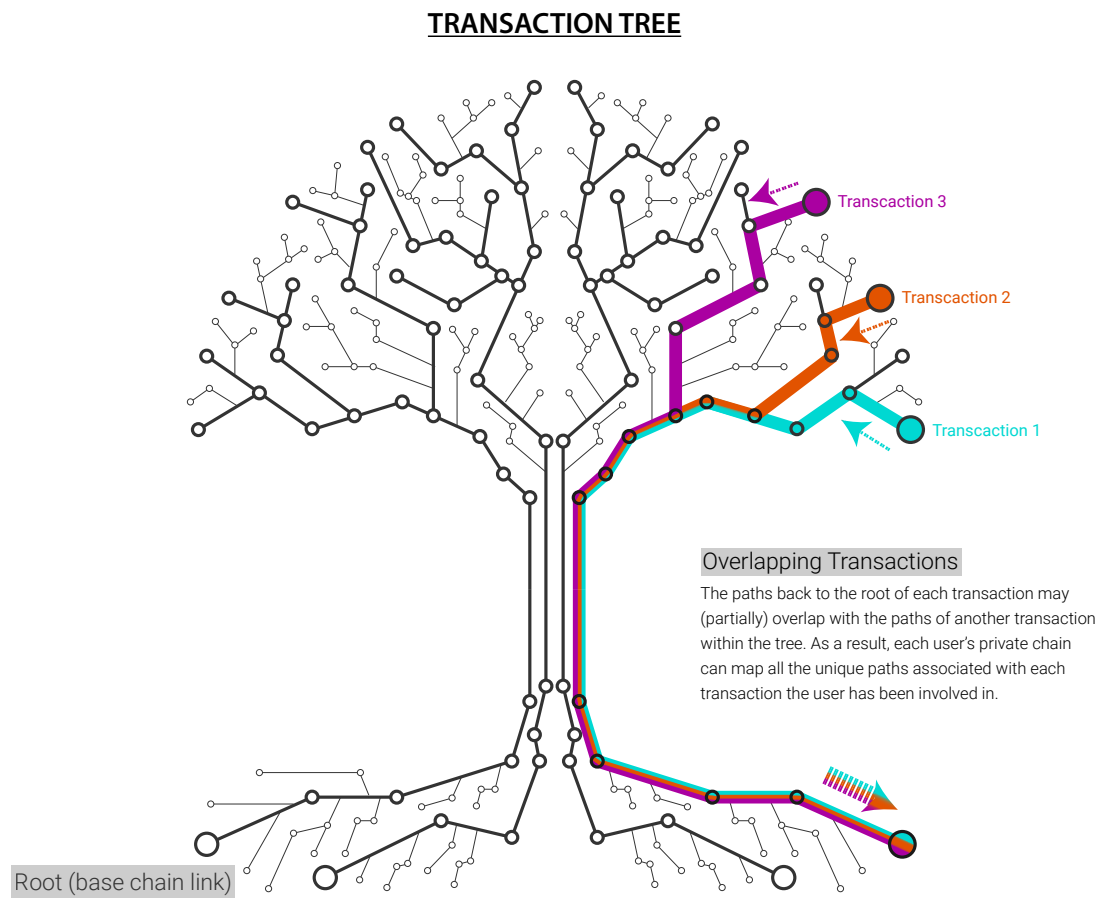 TRANSACTION TREE
Transcaction 3
Transcaction 2
Transcaction 1
Overlapping Transactions
The paths back to the root of each transaction may
(partially) overlap with the paths of another transaction
within the tree. As a result, each user’s private chain
can map all the unique paths associated with each
transaction the user has been involved in.
Root (base chain link)